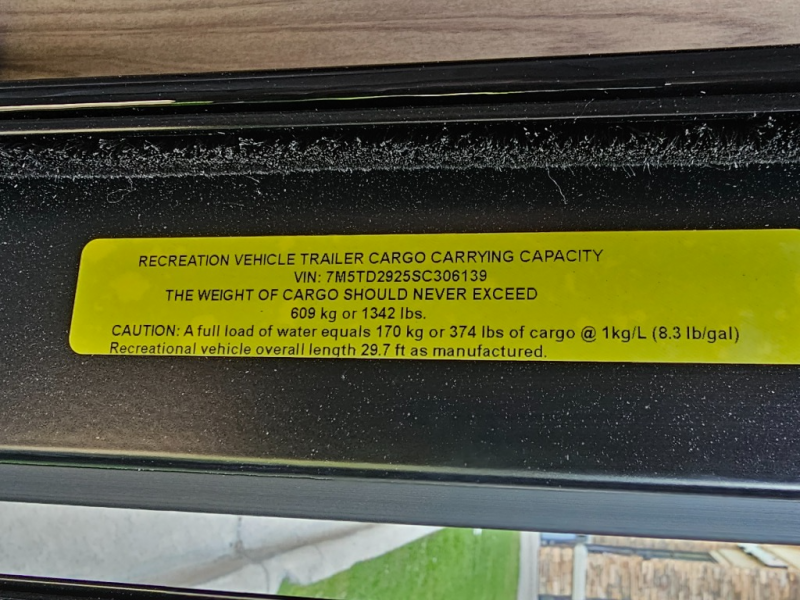 RECREATION VEHICLE TRAILER CARGO CARRYING CAPACITY
VIN: 7M5TD2925SC306139
THE WEIGHT OF CARGO SHOULD NEVER EXCEED
609 kg or 1342 lbs.
CAUTION: A full load of water equals 170 kg or 374 lbs of cargo @ 1kg/L (8.3 lb/gal)
Recreational vehicle overall length 29.7 ft as manufactured.